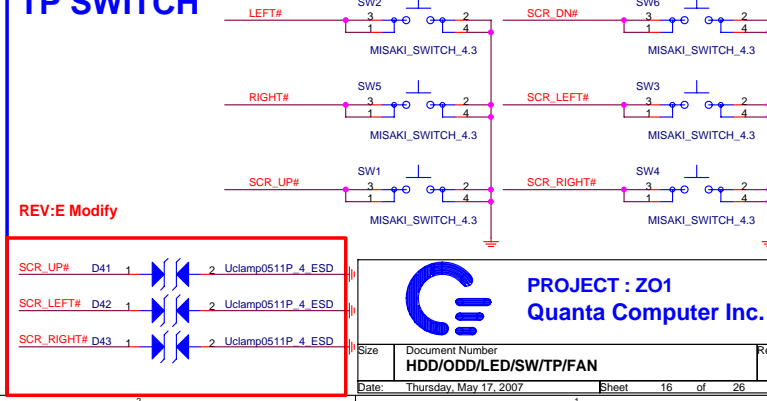 TP SWITCH
LEFT#
SW2
3
1
2
4
MISAKI_SWITCH_4.3
SCR_DN#
SW6
3
1
2
4
MISAKI_SWITCH_4.3
RIGHT#
SW5
3
1
2
4
MISAKI_SWITCH_4.3
SCR_LEFT#
SW3
3
1
2
4
MISAKI_SWITCH_4.3
SCR_UP#
SW1
3
1
2
4
MISAKI_SWITCH_4.3
SCR_RIGHT#
SW4
3
1
2
4
MISAKI_SWITCH_4.3
REV:E Modify
SCR_UP# D41 1 2 Uclamp0511P_4_ESD
SCR_LEFT# D42 1 2 Uclamp0511P_4_ESD
SCR_RIGHT# D43 1 2 Uclamp0511P_4_ESD
PROJECT : ZO1
Quanta Computer Inc.
Size Document Number
HDD/ODD/LED/SW/TP/FAN
Date: Thursday, May 17, 2007 Sheet 16 of 26